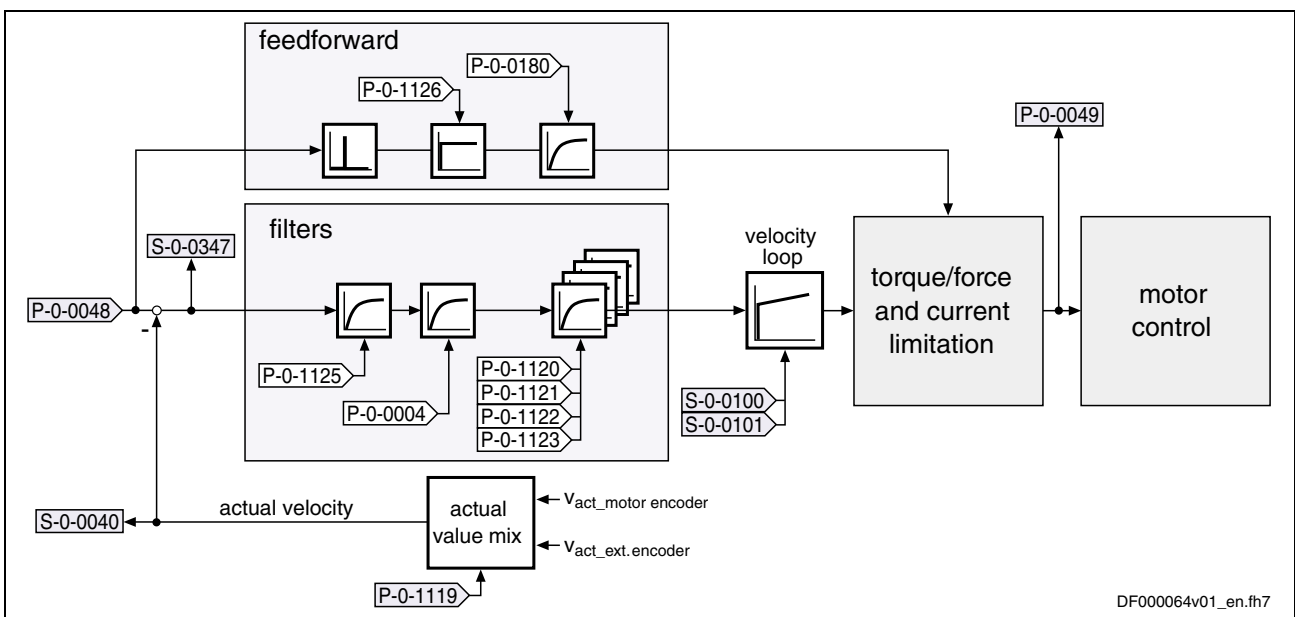 feedforward
P-0-0180
P-0-1126
P-0-0049
filters
S-0-0347
velocity
loop
P-0-0048
-
torque/force
and current
limitation
motor
control
P-0-1125
P-0-0004
P-0-1120
P-0-1121
P-0-1122
P-0-1123
S-0-0100
S-0-0101
actual velocity
S-0-0040
actual
value mix
vact_motor encoder
vact_ext.encoder
P-0-1119
DF000064v01_en.fh7